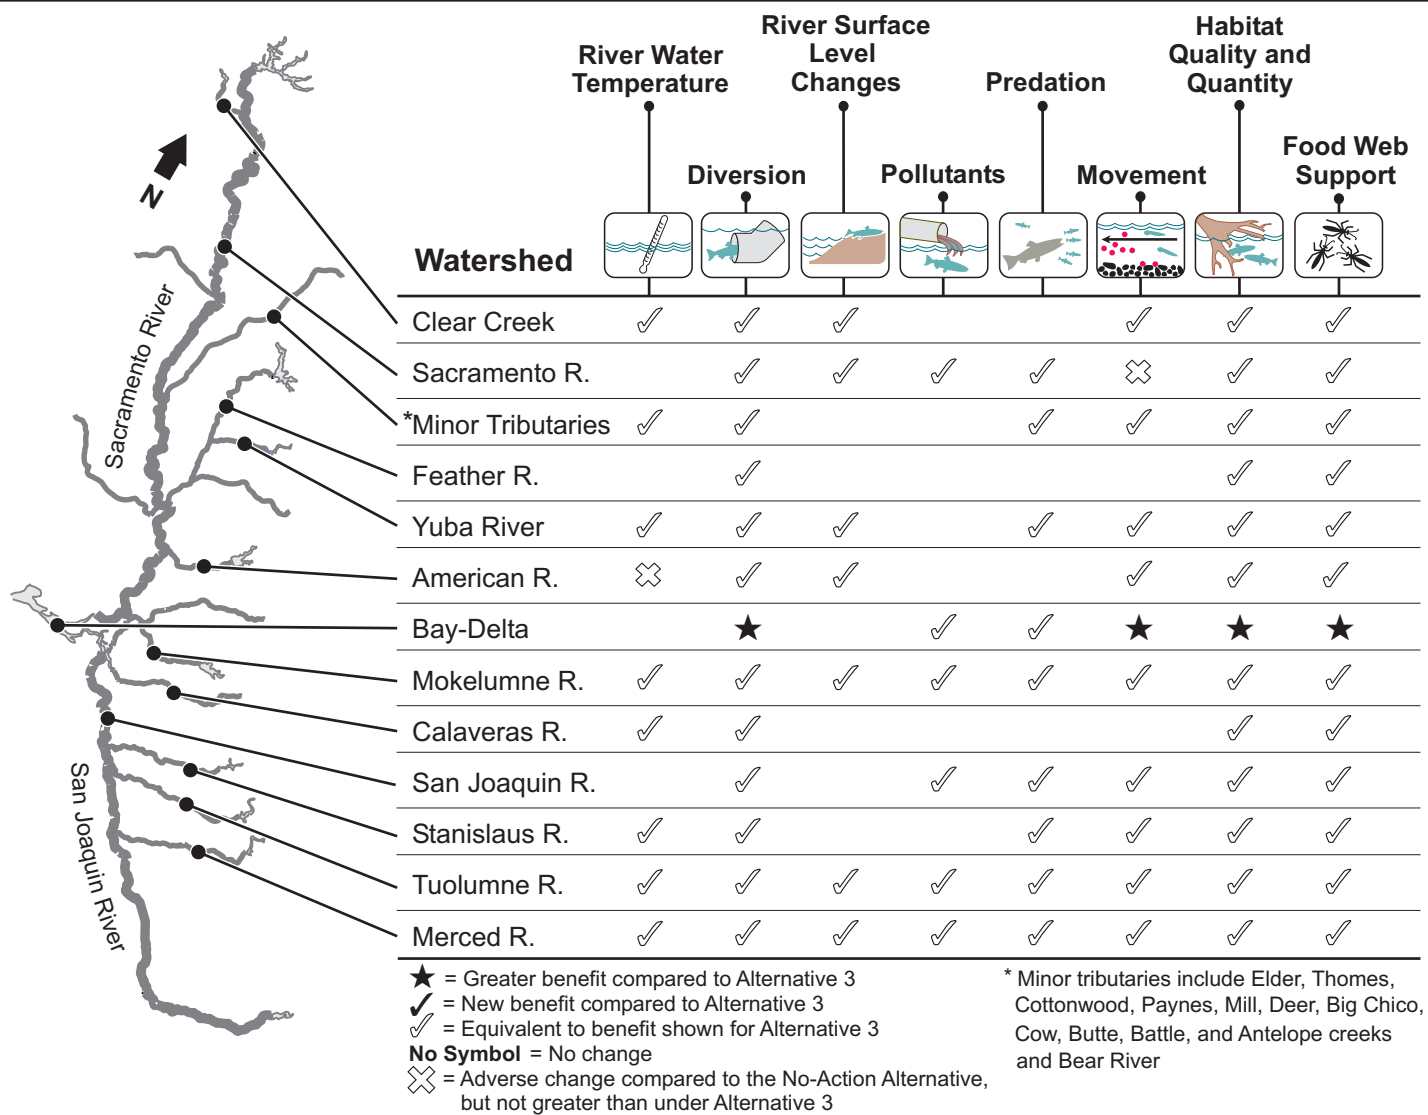 River Water
Temperature
Diversion
River Surface
Level
Changes
Pollutants
Predation
Movement
Habitat
Quality and
Quantity
Food Web
Support
Watershed
N
Sacramento River
San Joaquin River
Clear Creek
Sacramento R.
*Minor Tributaries
Feather R.
Yuba River
American R.
Bay-Delta
Mokelumne R.
Calaveras R.
San Joaquin R.
Stanislaus R.
Tuolumne R.
Merced R.
= Greater benefit compared to Alternative 3
= New benefit compared to Alternative 3
= Equivalent to benefit shown for Alternative 3
No Symbol = No change
= Adverse change compared to the No-Action Alternative,
but not greater than under Alternative 3
* Minor tributaries include Elder, Thomes,
Cottonwood, Paynes, Mill, Deer, Big Chico,
Cow, Butte, Battle, and Antelope creeks
and Bear River